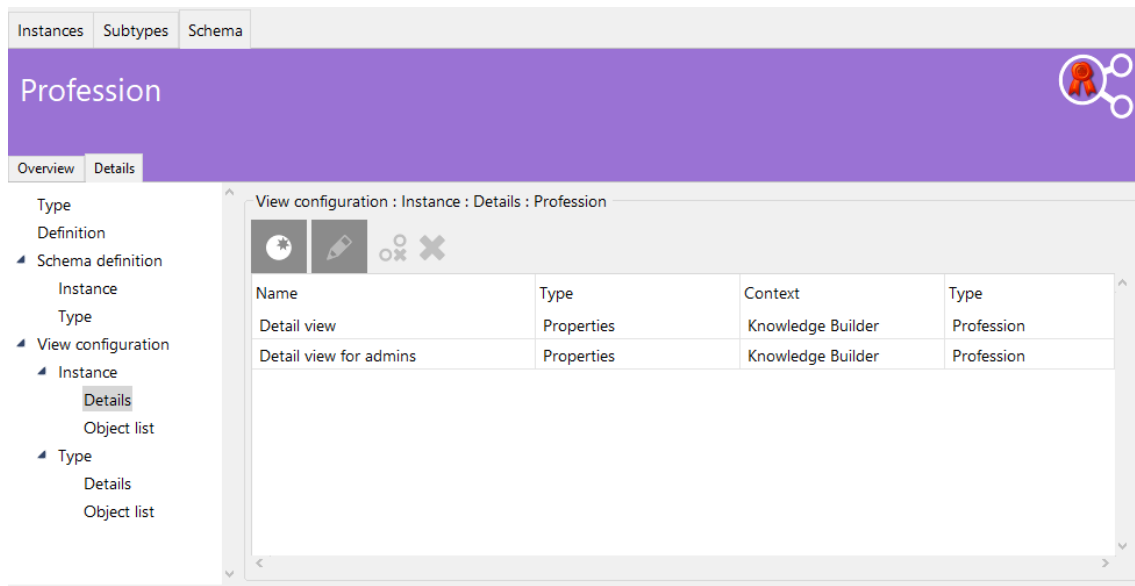 Instances Subtypes Schema
Profession
Overview Details
Type
Definition
Schema definition
Instance
Type
View configuration
Instance
Details
Object list
Type
Details
Object list
View configuration : Instance : Details : Profession
Name Type Context Type
Detail view Properties Knowledge Builder Profession
Detail view for admins Properties Knowledge Builder Profession